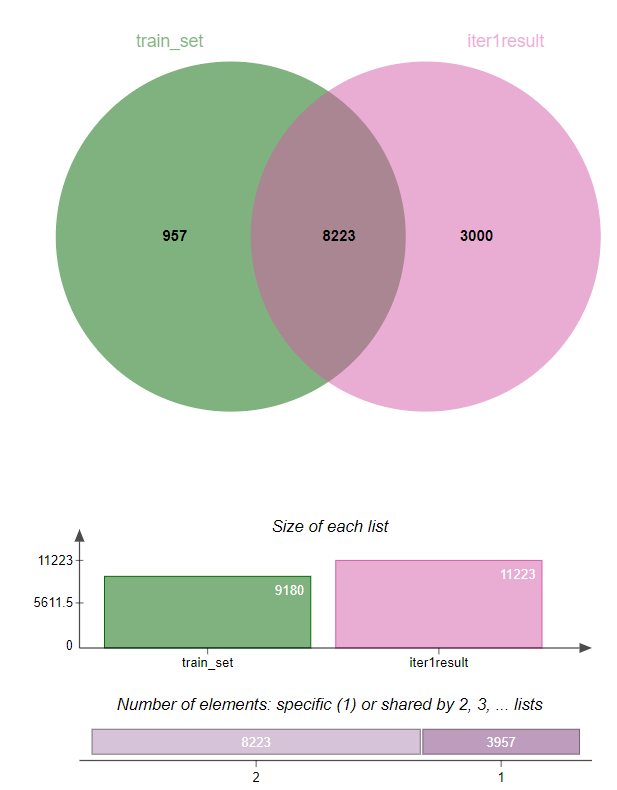 train_set
iter1result
957
8223
3000
Size of each list
11223
5611.5
0
9180
11223
train_set
iter1result
Number of elements: specific (1) or shared by 2, 3, ... lists
8223
3957
2
1